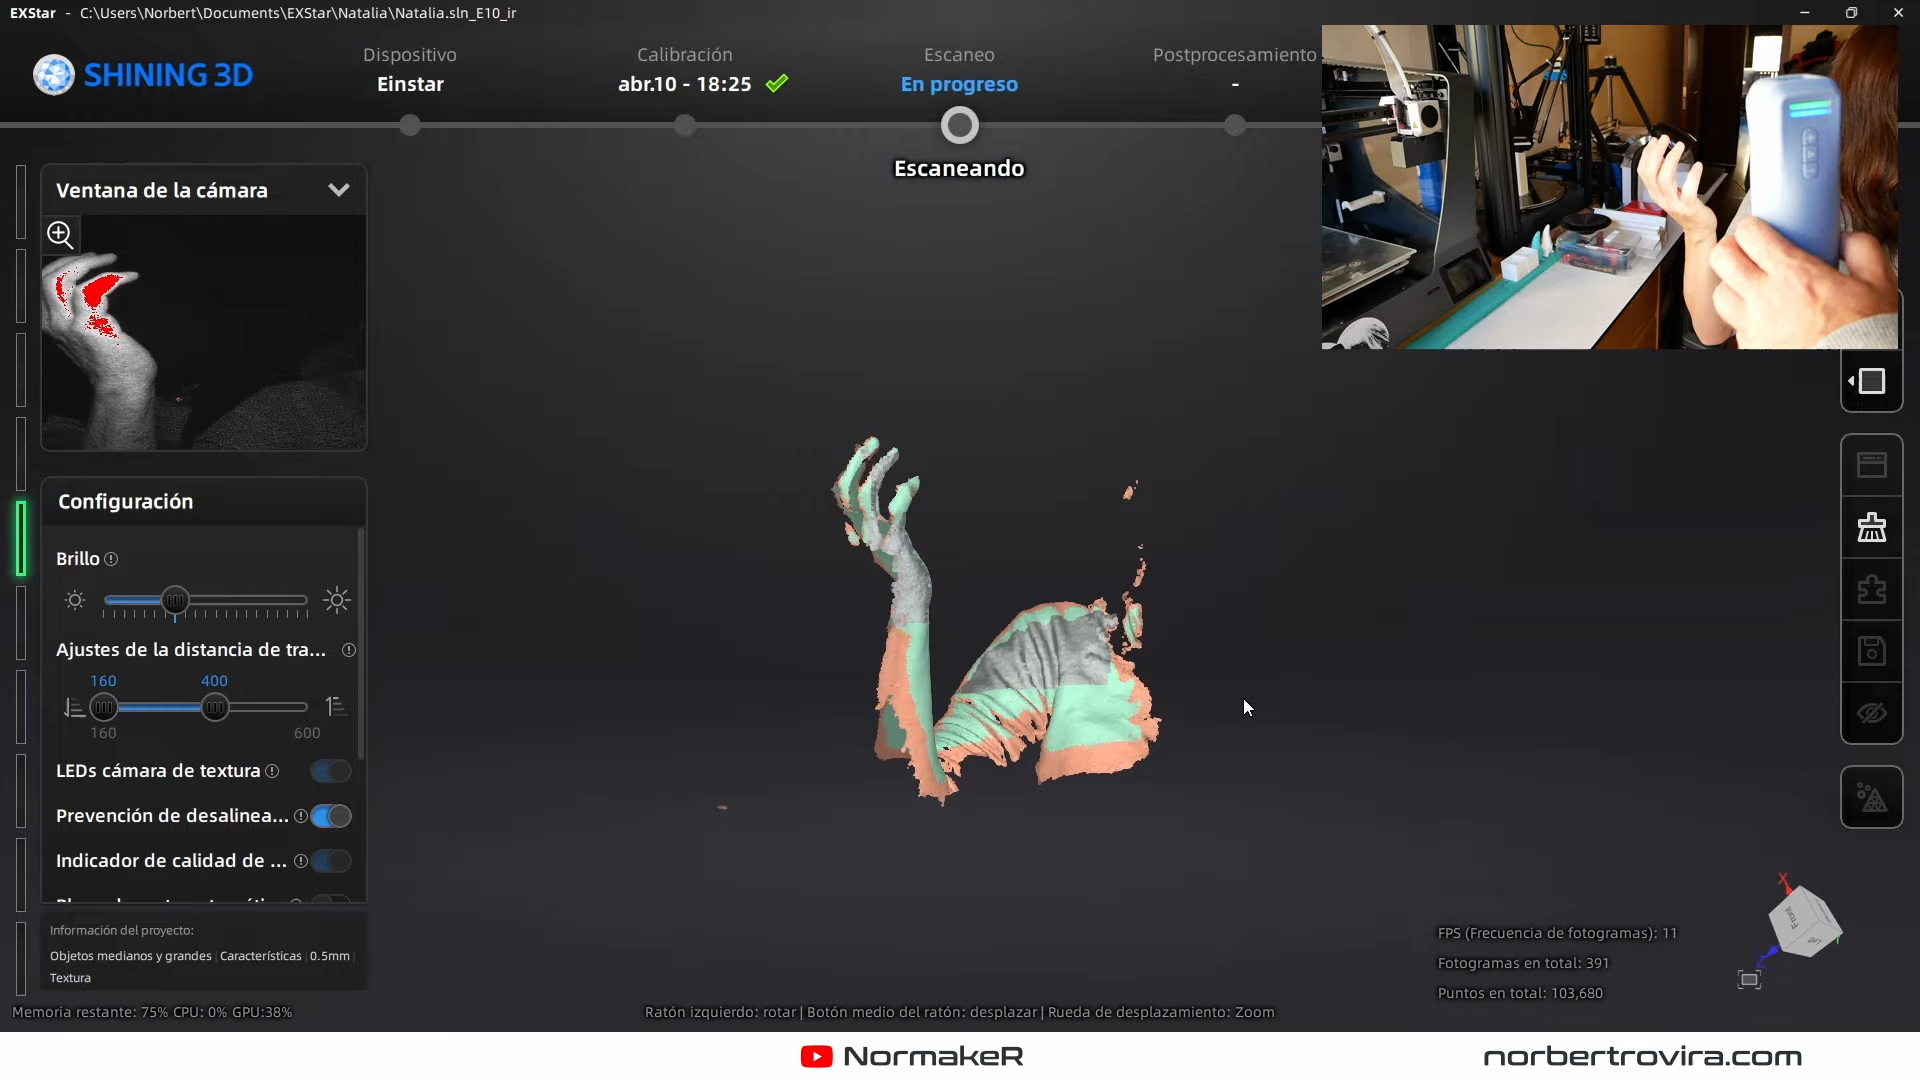 EXStar - C:\Users\Norbert\Documents\EXStar\Natalia\Natalia.sln_E10_ir
SHINING 3D
Dispositivo
Einstar
Calibración
abr.10 - 18:25
Escaneo
En progreso
Postprocesamiento
-
Escaneando
Ventana de la cámara
Configuración
Brillo
Ajustes de la distancia de tra...
160 400
160 600
LEDs cámara de textura
Prevención de desalinea...
Indicador de calidad de ...
Información del proyecto:
Objetos medianos y grandes | Características | 0.5mm |
Textura
Memoria restante: 75% CPU: 0% GPU:38%
Ratón izquierdo: rotar | Botón medio del ratón: desplazar | Rueda de desplazamiento: Zoom
FPS (Frecuencia de fotogramas): 11
Fotogramas en total: 391
Puntos en total: 103,680
X
Front
Z
NormakeR
norbertrovira.com